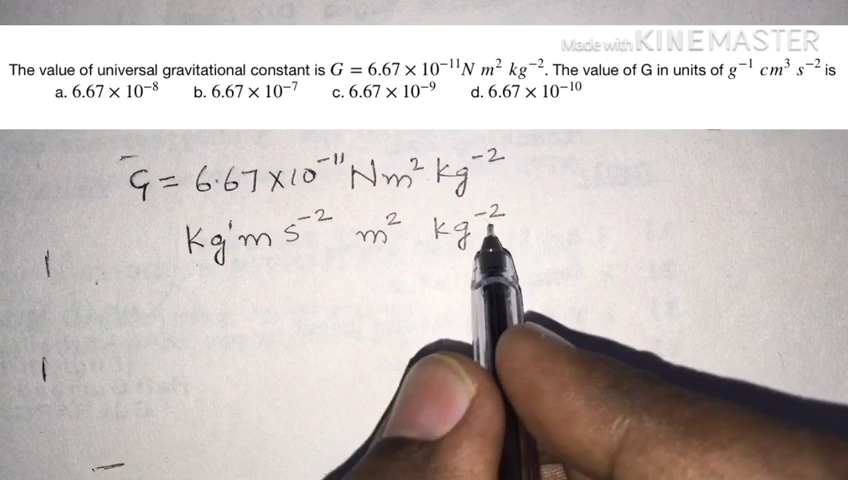 Made with KINEMASTER
The value of universal gravitational constant is G = 6.67 × 10⁻¹¹N m² kg⁻². The value of G in units of g⁻¹ cm³ s⁻² is
a. 6.67 × 10⁻⁸ b. 6.67 × 10⁻⁷ c. 6.67 × 10⁻⁹ d. 6.67 × 10⁻¹⁰
G = 6.67 × 10⁻¹¹ Nm² kg⁻²
kg¹ m s⁻² m² kg⁻²